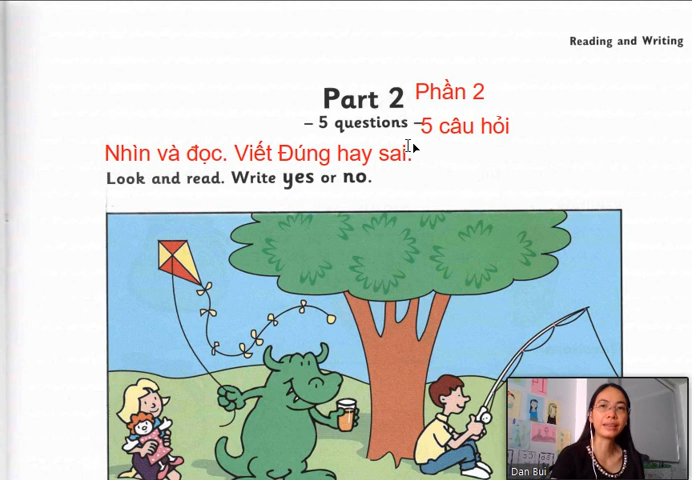 Reading and Writing
Part 2 Phần 2
– 5 questions – 5 câu hỏi
Nhìn và đọc. Viết Đúng hay sai.
Look and read. Write yes or no.
Dan Bui